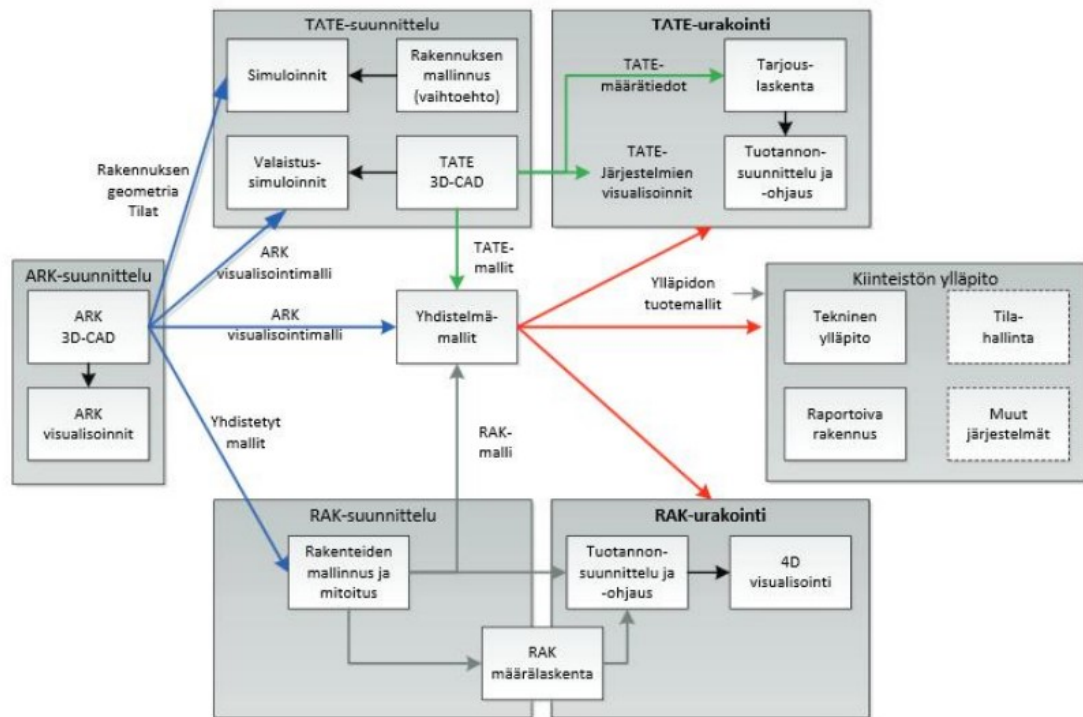 TATE-suunnittelu
Simuloinnit
Rakennuksen
mallinnus
(vaihtoehto)
Valaistus-
simuloinnit
TATE
3D-CAD
TATE-urakointi
TATE-
määrätiedot
Tarjous-
laskenta
TATE-
Järjestelmien
visualisoinnit
Tuotannon-
suunnittelu ja
-ohjaus
Rakennuksen
geometria
Tilat
ARK
visualisointimalli
TATE-
mallit
ARK-suunnittelu
ARK
3D-CAD
ARK
visualisoinnit
ARK
visualisointimalli
Yhdistelmä-
mallit
Ylläpidon
tuotemallit
Kiinteistön ylläpito
Tekninen
ylläpito
Tila-
hallinta
Raportoiva
rakennus
Muut
järjestelmät
Yhdistetyt
mallit
RAK-
malli
RAK-suunnittelu
Rakenteiden
mallinnus ja
mitoitus
RAK
määrälaskenta
RAK-urakointi
Tuotannon-
suunnittelu ja
-ohjaus
4D
visualisointi